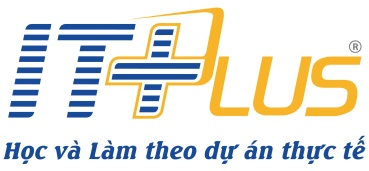 ITPLUS®
Học và Làm theo dự án thực tế